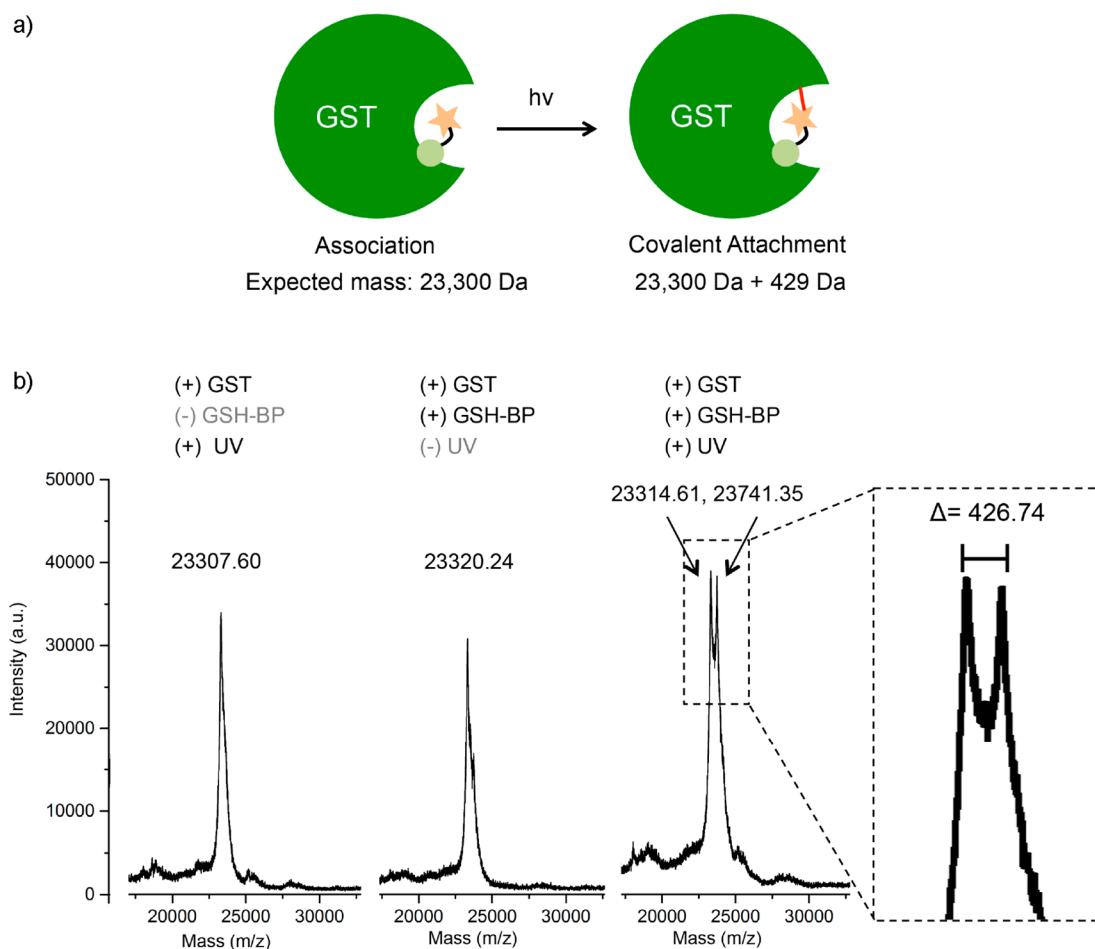 a)
GST
hv
GST
Association
Covalent Attachment
Expected mass: 23,300 Da
23,300 Da + 429 Da
b)
(+) GST
(-) GSH-BP
(+) UV
(+) GST
(+) GSH-BP
(-) UV
(+) GST
(+) GSH-BP
(+) UV
50000
40000
30000
20000
10000
0
Intensity (a.u.)
23307.60
23320.24
23314.61, 23741.35
Δ= 426.74
20000 25000 30000
Mass (m/z)
20000 25000 30000
Mass (m/z)
20000 25000 30000
Mass (m/z)